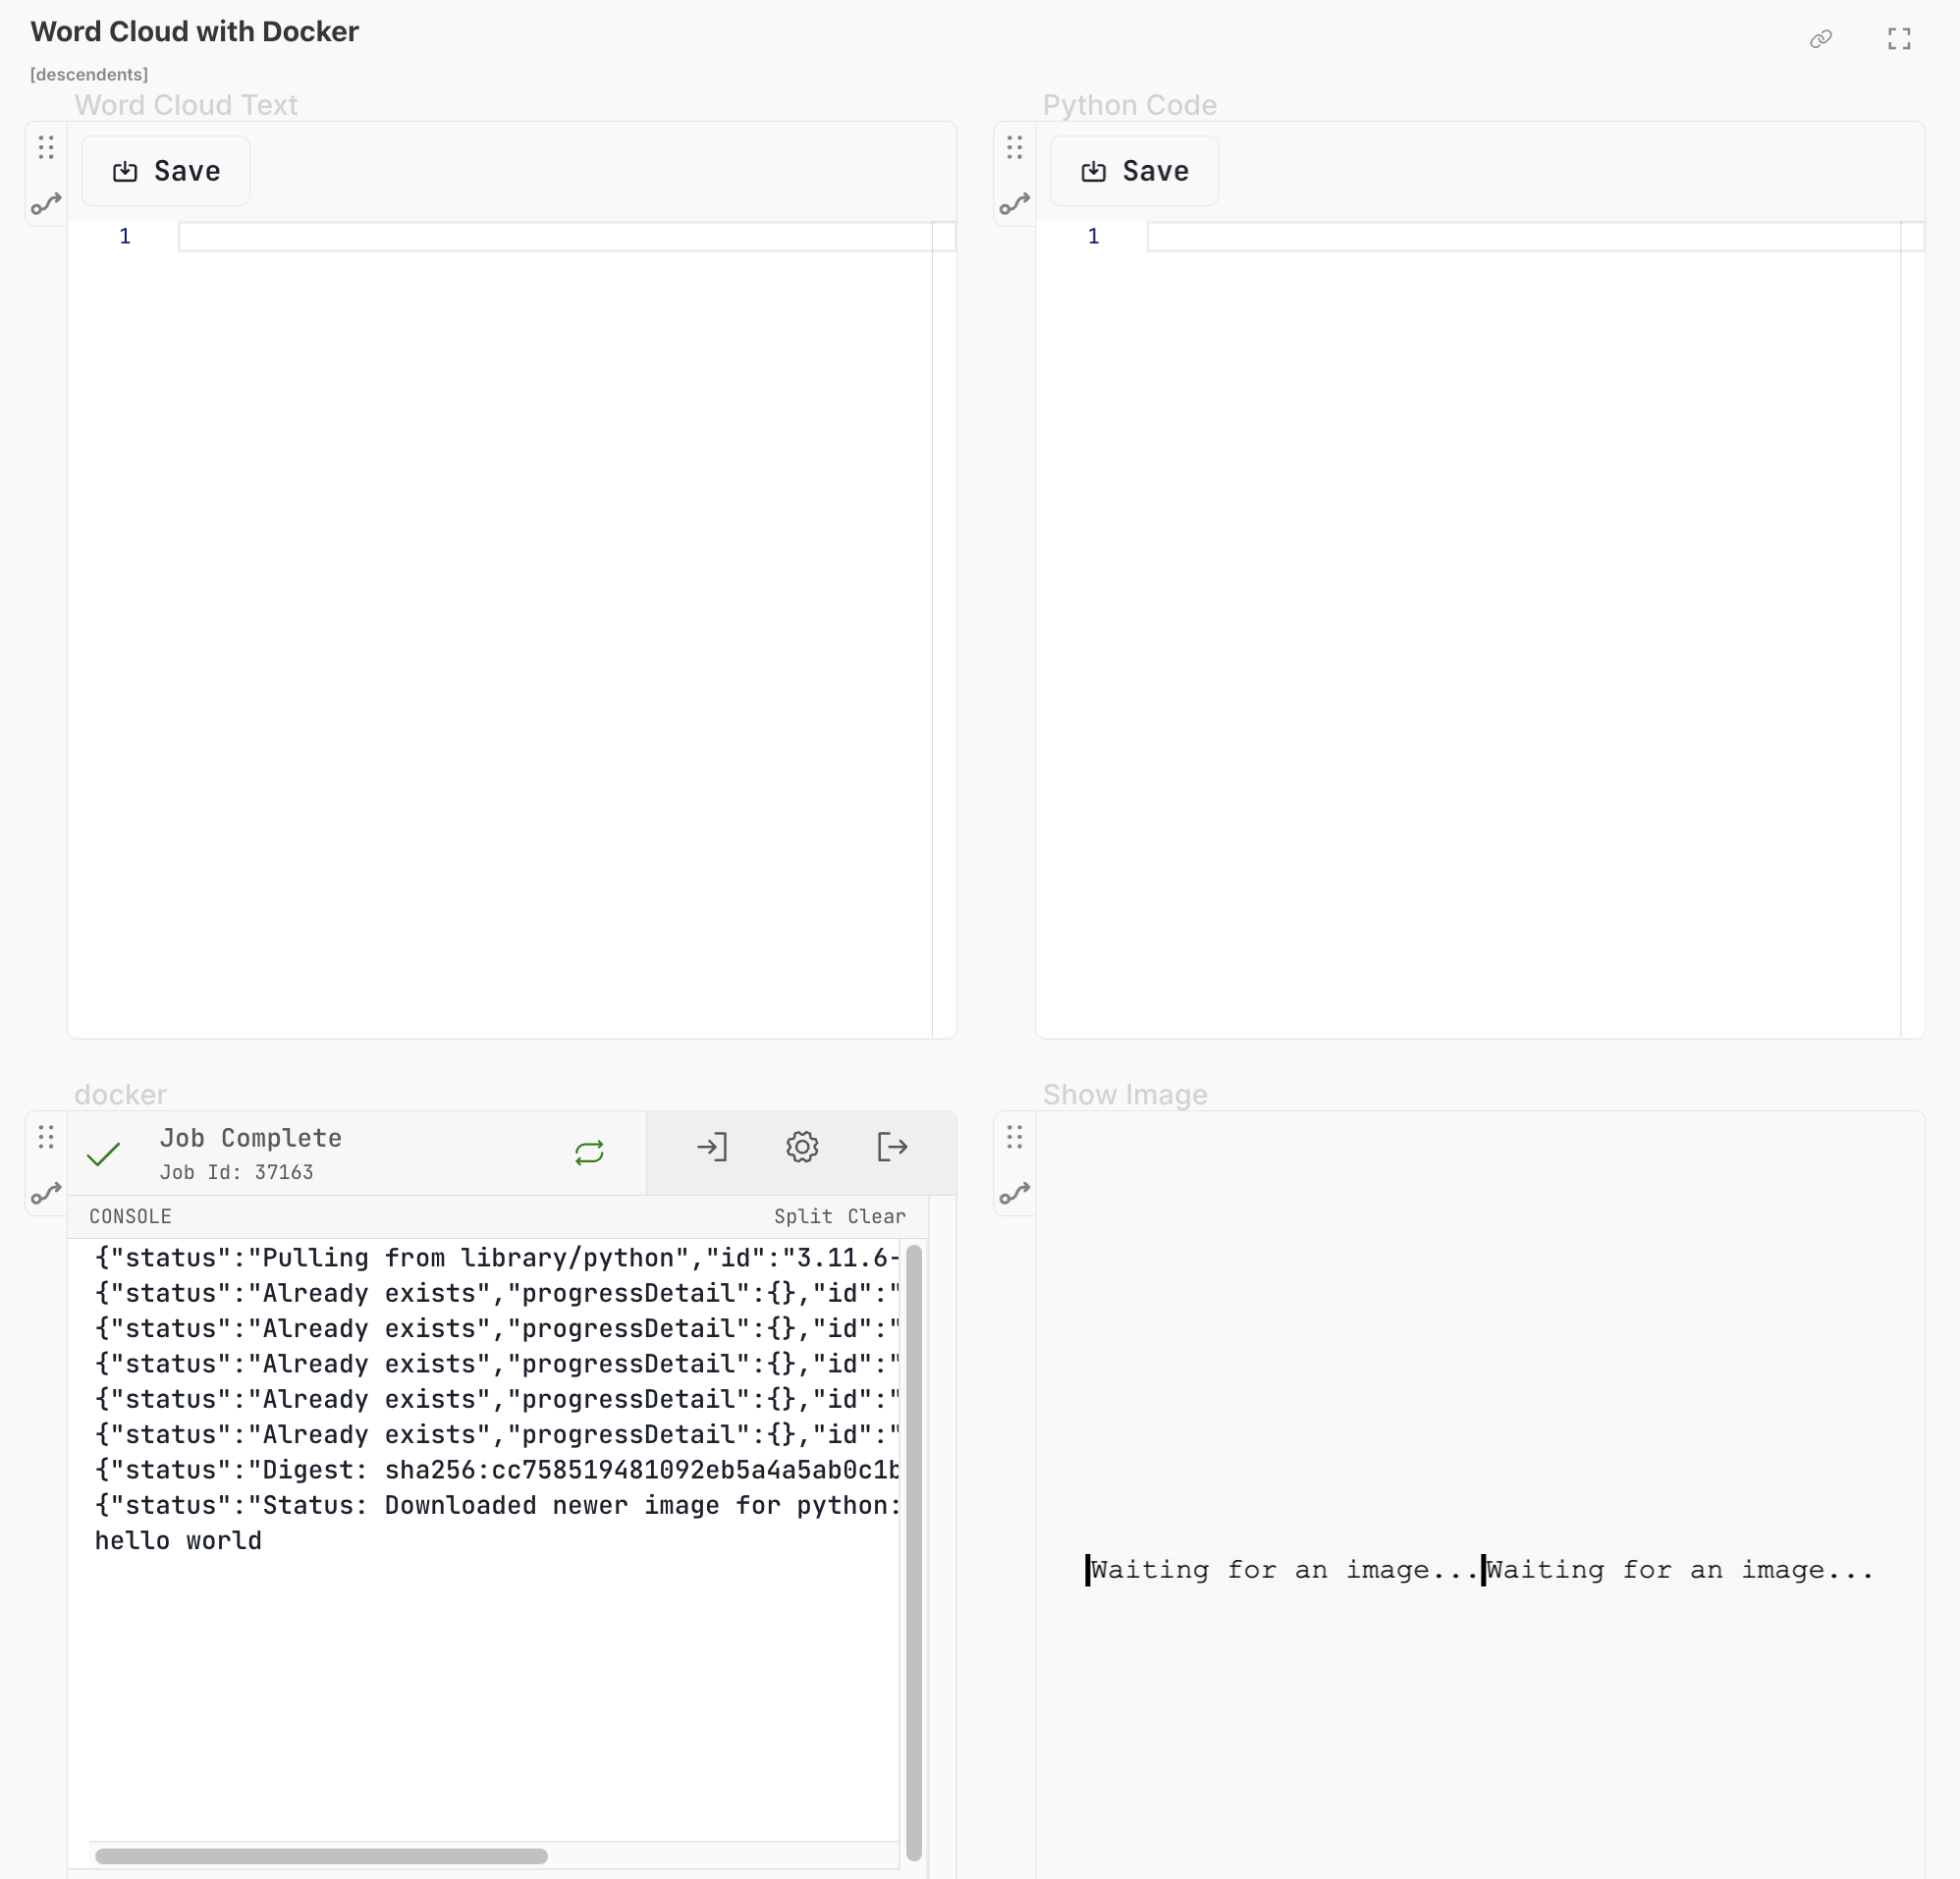 Word Cloud with Docker
[descendents]
Word Cloud Text
Save
1
Python Code
Save
1
docker
Job Complete
Job Id: 37163
CONSOLE
Split Clear
{"status":"Pulling from library/python","id":"3.11.6-
{"status":"Already exists","progressDetail":{},"id":"
{"status":"Already exists","progressDetail":{},"id":"
{"status":"Already exists","progressDetail":{},"id":"
{"status":"Already exists","progressDetail":{},"id":"
{"status":"Already exists","progressDetail":{},"id":"
{"status":"Digest: sha256:cc758519481092eb5a4a5ab0c1b
{"status":"Status: Downloaded newer image for python:
hello world
Show Image
Waiting for an image...Waiting for an image...